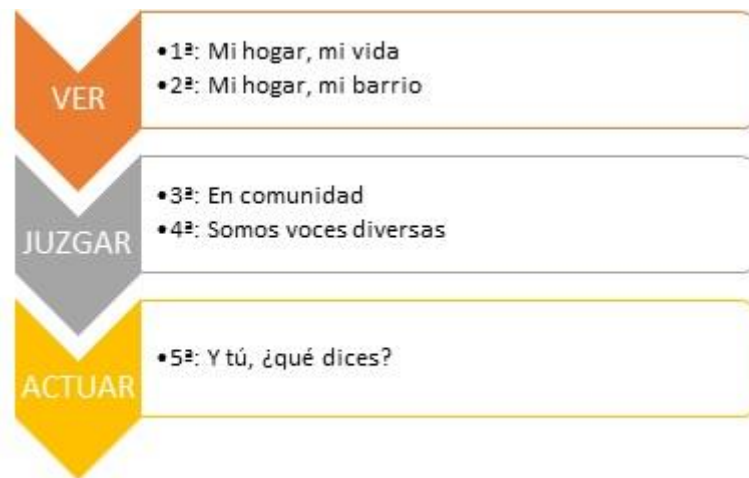 VER
•1ª: Mi hogar, mi vida
•2ª: Mi hogar, mi barrio
JUZGAR
•3ª: En comunidad
•4ª: Somos voces diversas
ACTUAR
•5ª: Y tú, ¿qué dices?